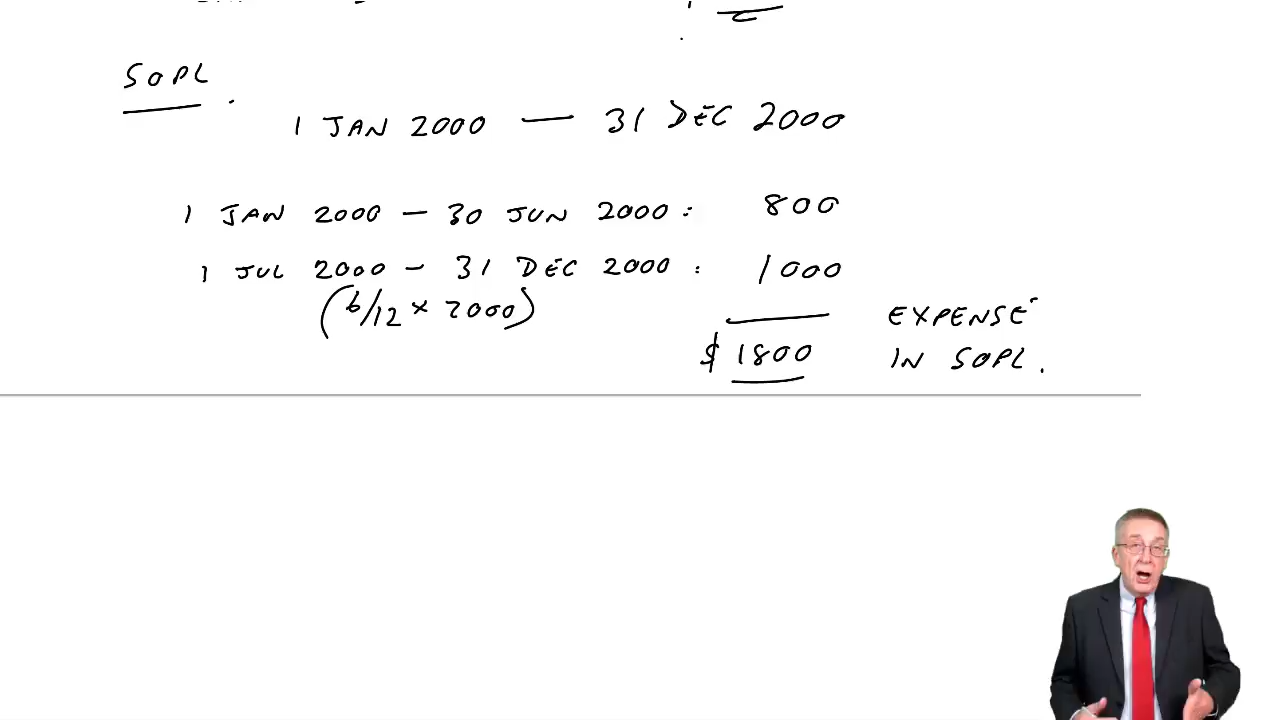 SOPL
1 JAN 2000 — 31 DEC 2000
1 JAN 2000 — 30 JUN 2000 : 800
1 JUL 2000 — 31 DEC 2000 : 1000
(6/12 × 2000)
$ 1800 EXPENSE IN SOPL.